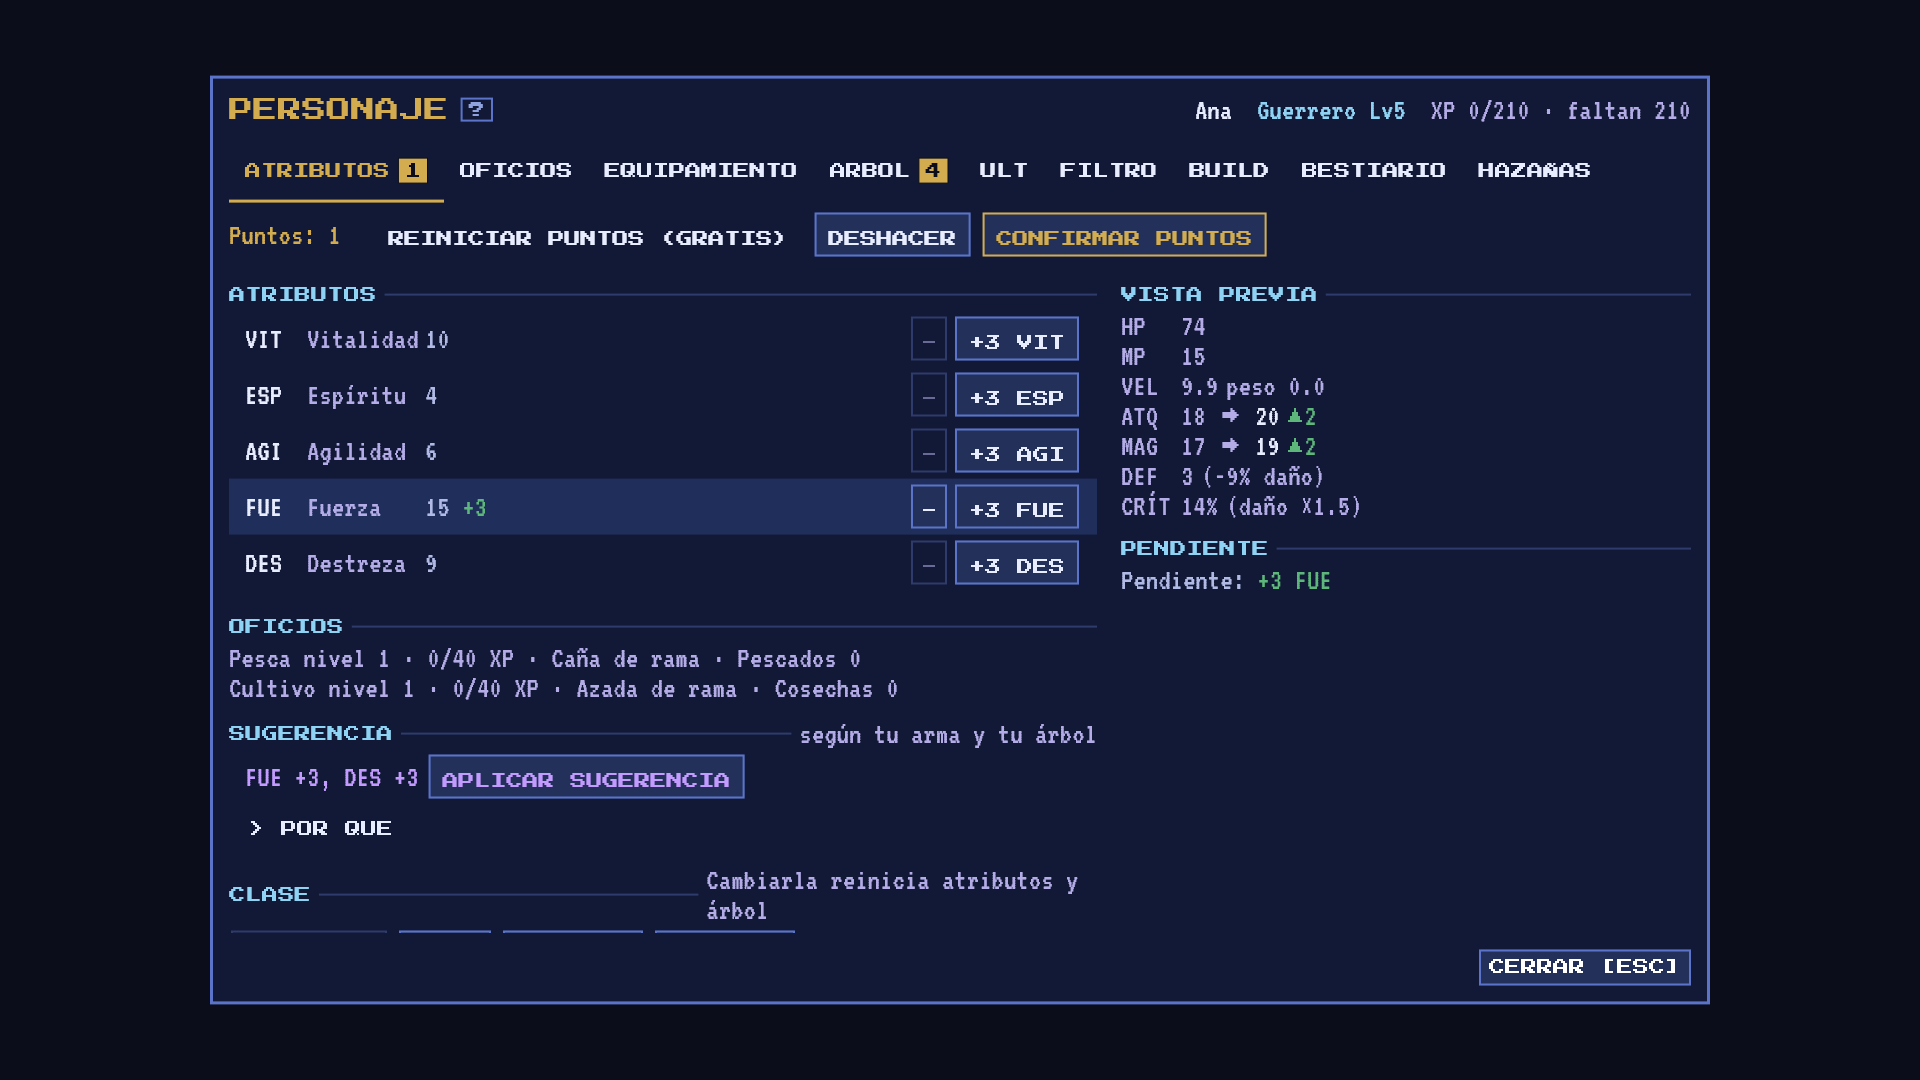 PERSONAJE ? Ana Guerrero Lv5 XP 0/210 · faltan 210
ATRIBUTOS 1 OFICIOS EQUIPAMIENTO ARBOL 4 ULT FILTRO BUILD BESTIARIO HAZAñAS
Puntos: 1 REINICIAR PUNTOS (GRATIS) DESHACER CONFIRMAR PUNTOS
ATRIBUTOS
VIT Vitalidad 10 – +3 VIT
ESP Espíritu 4 – +3 ESP
AGI Agilidad 6 – +3 AGI
FUE Fuerza 15 +3 – +3 FUE
DES Destreza 9 – +3 DES
OFICIOS
Pesca nivel 1 · 0/40 XP · Caña de rama · Pescados 0
Cultivo nivel 1 · 0/40 XP · Azada de rama · Cosechas 0
SUGERENCIA según tu arma y tu árbol
FUE +3, DES +3 APLICAR SUGERENCIA
> POR QUE
CLASE Cambiarla reinicia atributos y
árbol
VISTA PREVIA
HP 74
MP 15
VEL 9.9 peso 0.0
ATQ 18 → 20 ▲2
MAG 17 → 19 ▲2
DEF 3 (-9% daño)
CRÍT 14% (daño x1.5)
PENDIENTE
Pendiente: +3 FUE
CERRAR [ESC]